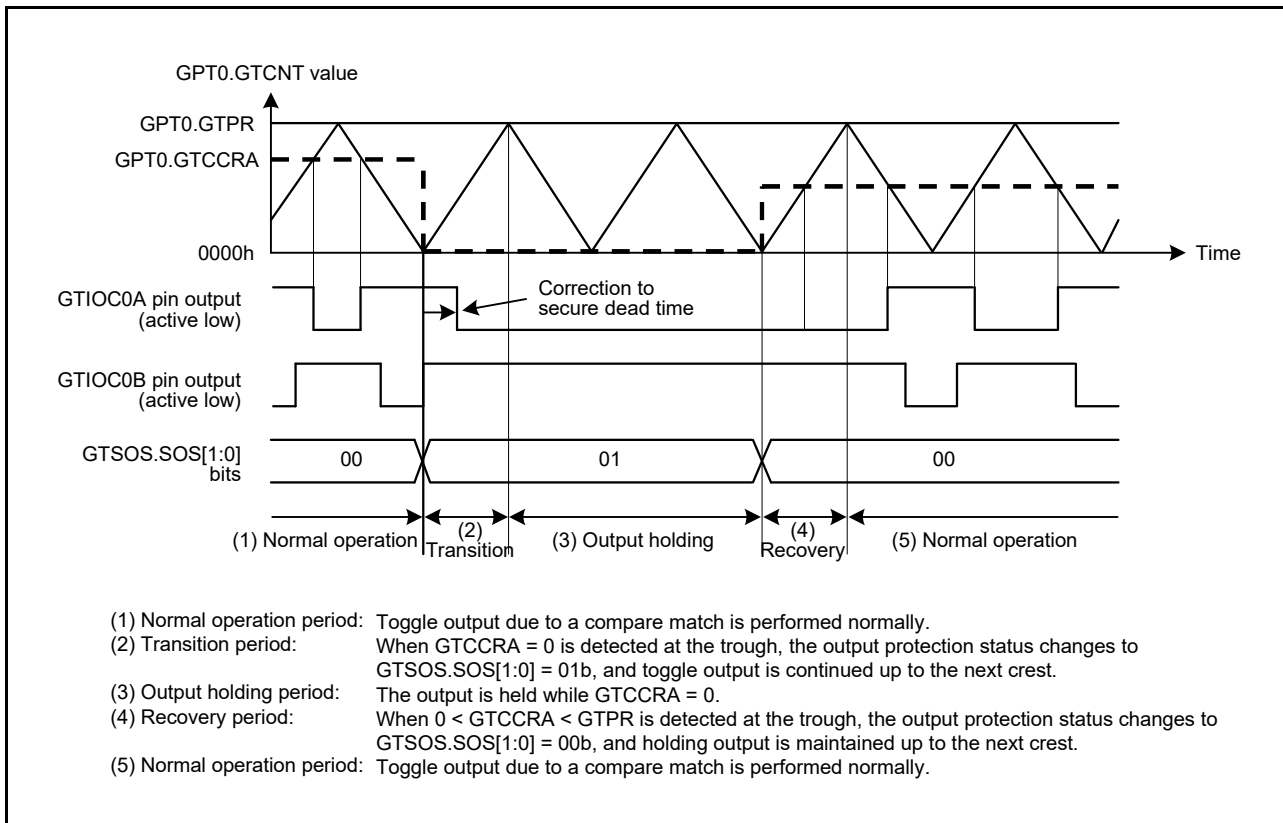 GPT0.GTCNT value
GPT0.GTPR
GPT0.GTCCRA
0000h
Time
GTIOC0A pin output
(active low)
Correction to
secure dead time
GTIOC0B pin output
(active low)
GTSOS.SOS[1:0]
bits
00
01
00
(1) Normal operation
(2)
Transition
(3) Output holding
(4)
Recovery
(5) Normal operation
(1) Normal operation period: Toggle output due to a compare match is performed normally.
(2) Transition period: When GTCCRA = 0 is detected at the trough, the output protection status changes to
GTSOS.SOS[1:0] = 01b, and toggle output is continued up to the next crest.
(3) Output holding period: The output is held while GTCCRA = 0.
(4) Recovery period: When 0 < GTCCRA < GTPR is detected at the trough, the output protection status changes to
GTSOS.SOS[1:0] = 00b, and holding output is maintained up to the next crest.
(5) Normal operation period: Toggle output due to a compare match is performed normally.